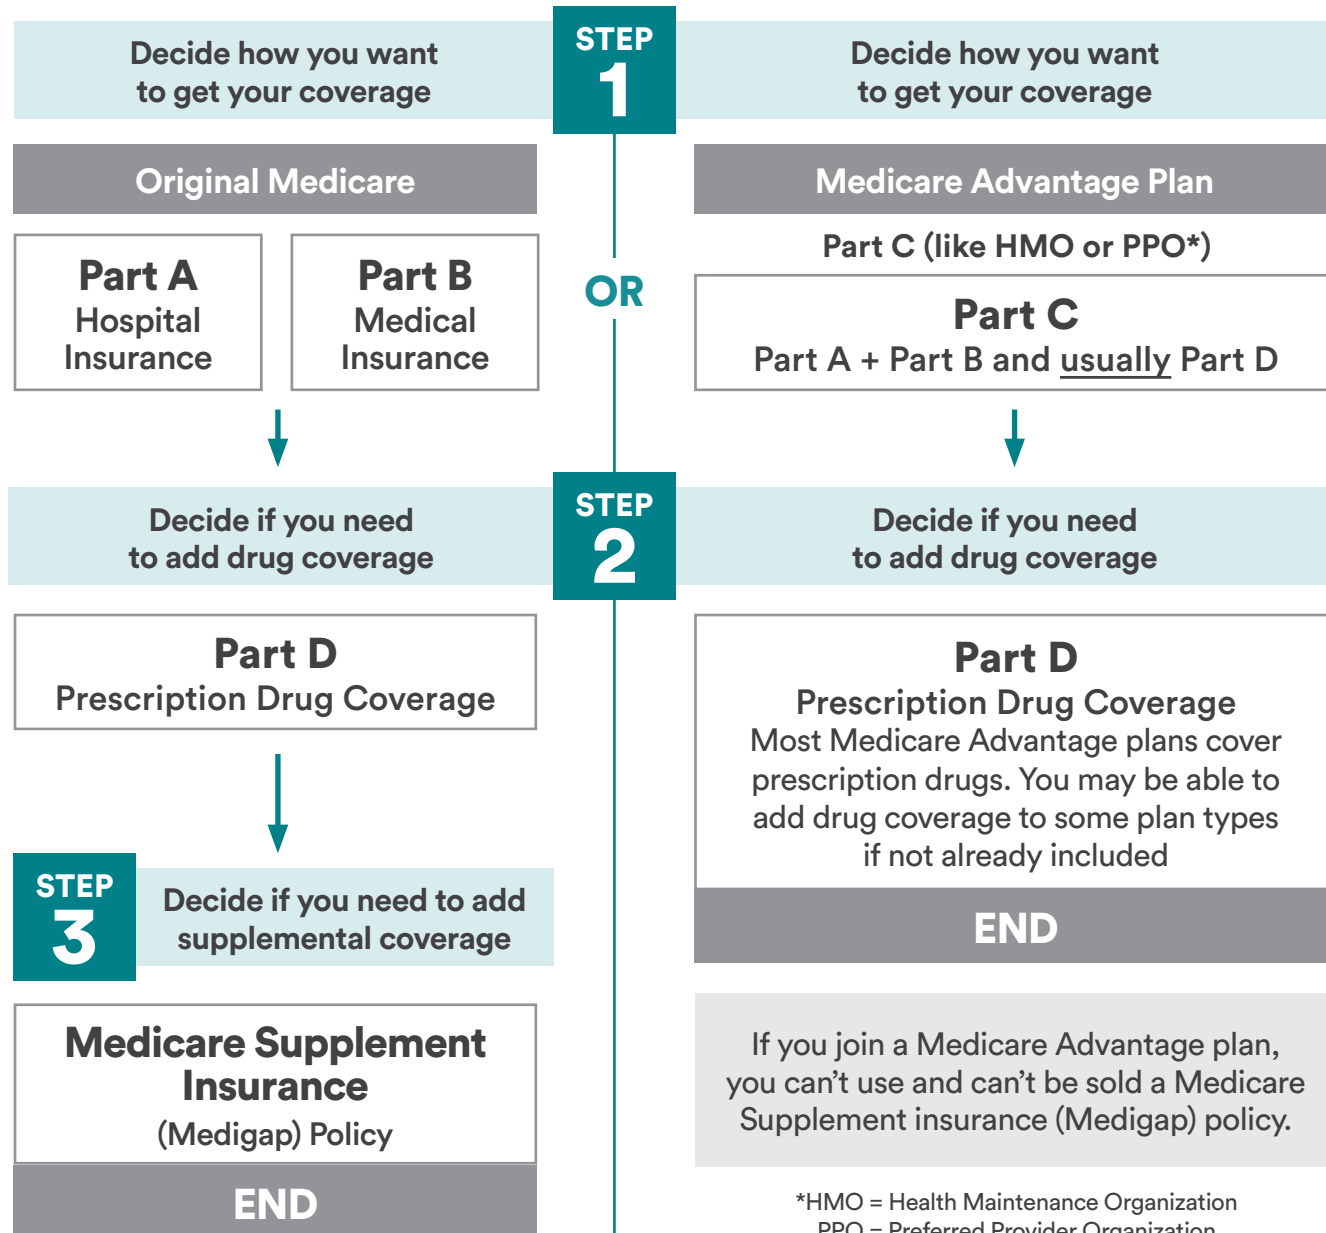 STEP
1
Decide how you want
to get your coverage
Original Medicare
Part A
Hospital
Insurance
Part B
Medical
Insurance
OR
Decide how you want
to get your coverage
Medicare Advantage Plan
Part C (like HMO or PPO*)
Part C
Part A + Part B and usually Part D
STEP
2
Decide if you need
to add drug coverage
Part D
Prescription Drug Coverage
Decide if you need
to add drug coverage
Part D
Prescription Drug Coverage
Most Medicare Advantage plans cover
prescription drugs. You may be able to
add drug coverage to some plan types
if not already included
END
STEP
3
Decide if you need to add
supplemental coverage
Medicare Supplement
Insurance
(Medigap) Policy
END
If you join a Medicare Advantage plan,
you can’t use and can’t be sold a Medicare
Supplement insurance (Medigap) policy.
*HMO = Health Maintenance Organization
PPO = Preferred Provider Organization